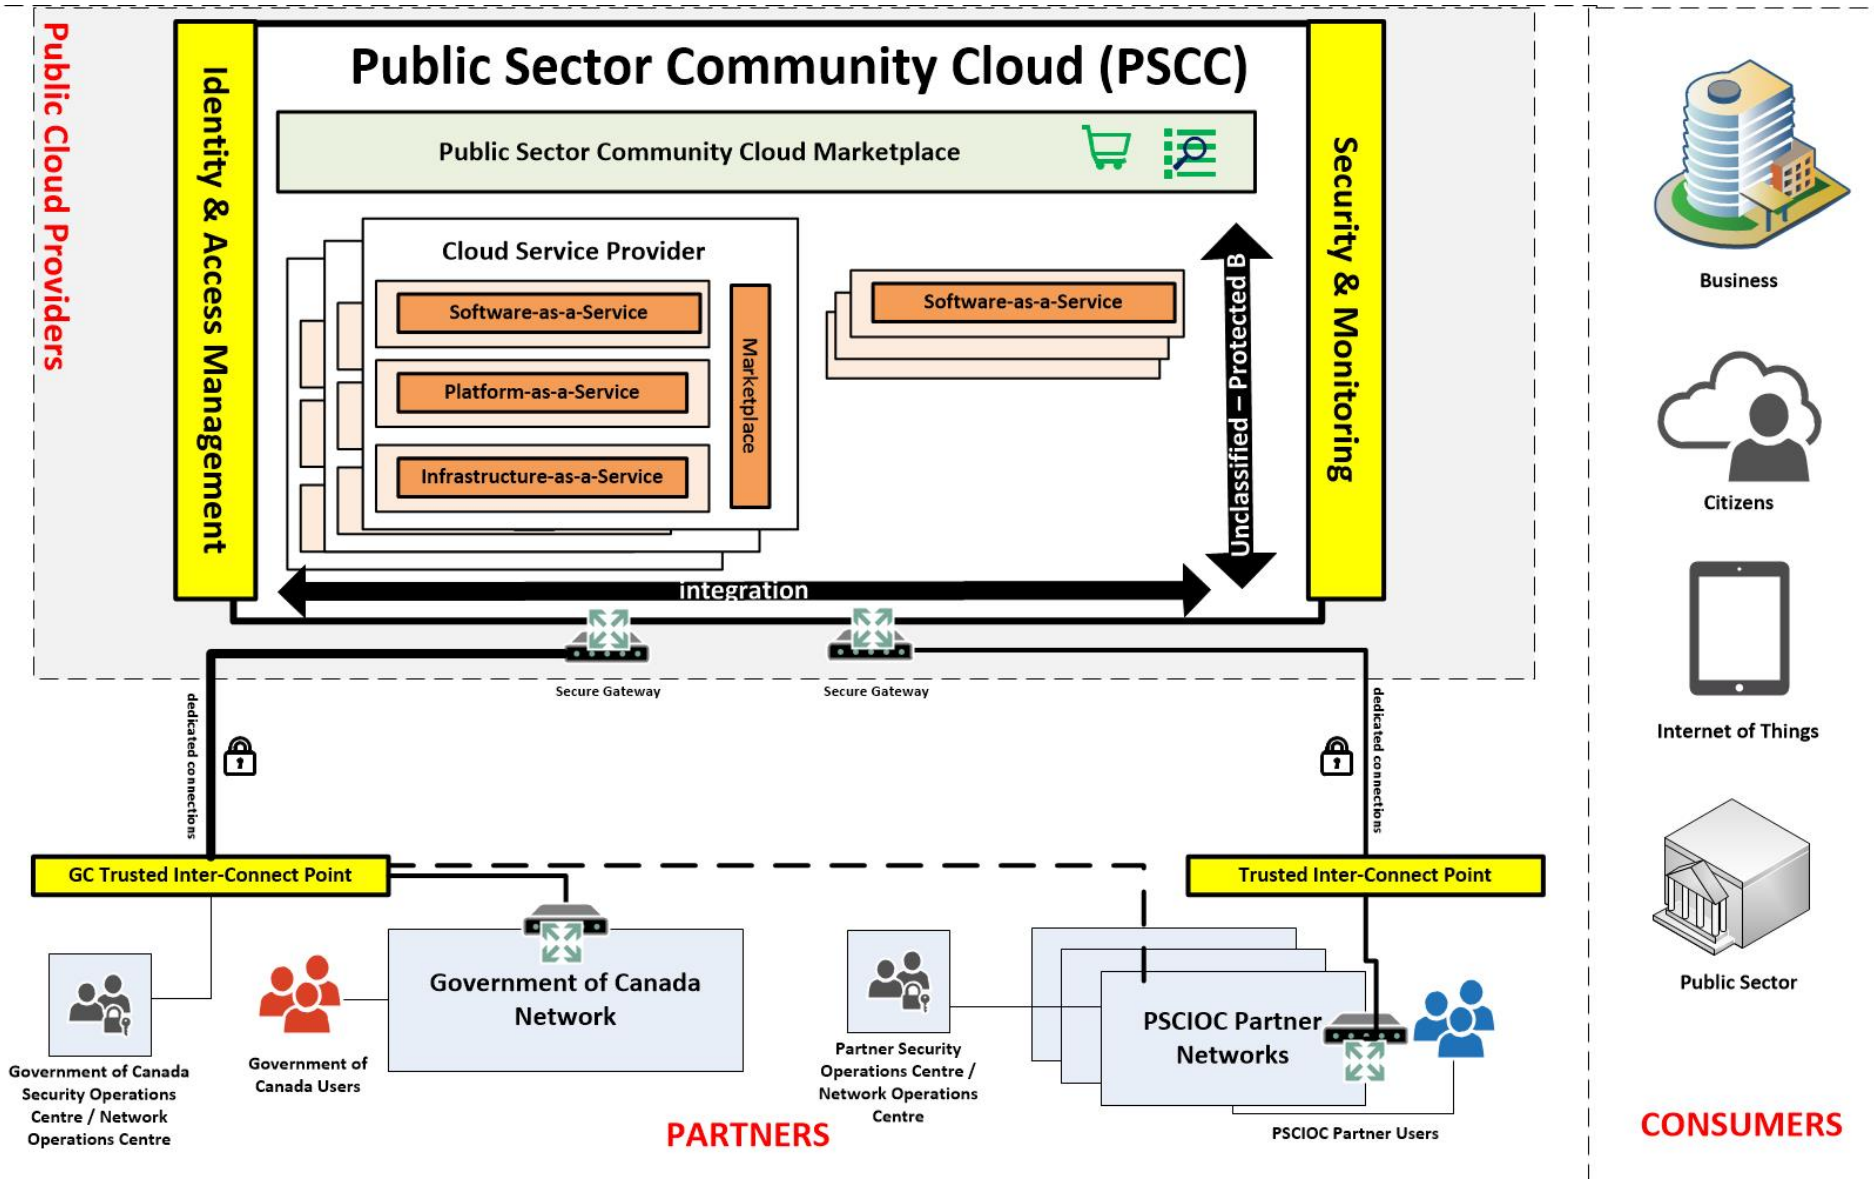 Public Cloud Providers
Identity & Access Management
Public Sector Community Cloud (PSCC)
Public Sector Community Cloud Marketplace
Cloud Service Provider
Software-as-a-Service
Platform-as-a-Service
Infrastructure-as-a-Service
Marketplace
Software-as-a-Service
Unclassified – Protected B
integration
Security & Monitoring
Secure Gateway
Secure Gateway
dedicated connections
dedicated connections
GC Trusted Inter-Connect Point
Trusted Inter-Connect Point
Government of Canada
Security Operations
Centre / Network
Operations Centre
Government of
Canada Users
Government of Canada
Network
Partner Security
Operations Centre /
Network Operations
Centre
PSCIOC Partner
Networks
PSCIOC Partner Users
PARTNERS
Business
Citizens
Internet of Things
Public Sector
CONSUMERS